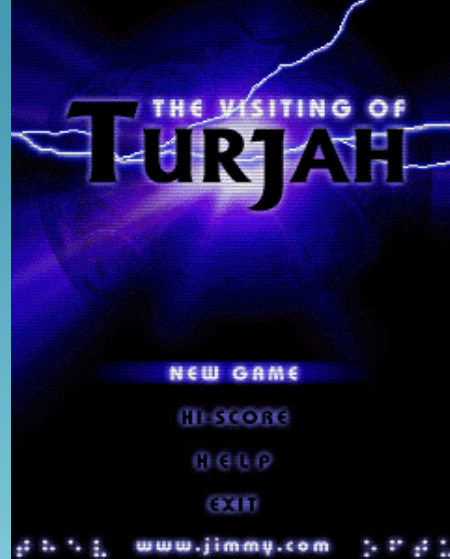 THE VISITING OF
TURJAH
NEW GAME
HI-SCORE
HELP
EXIT
www.jimmy.com